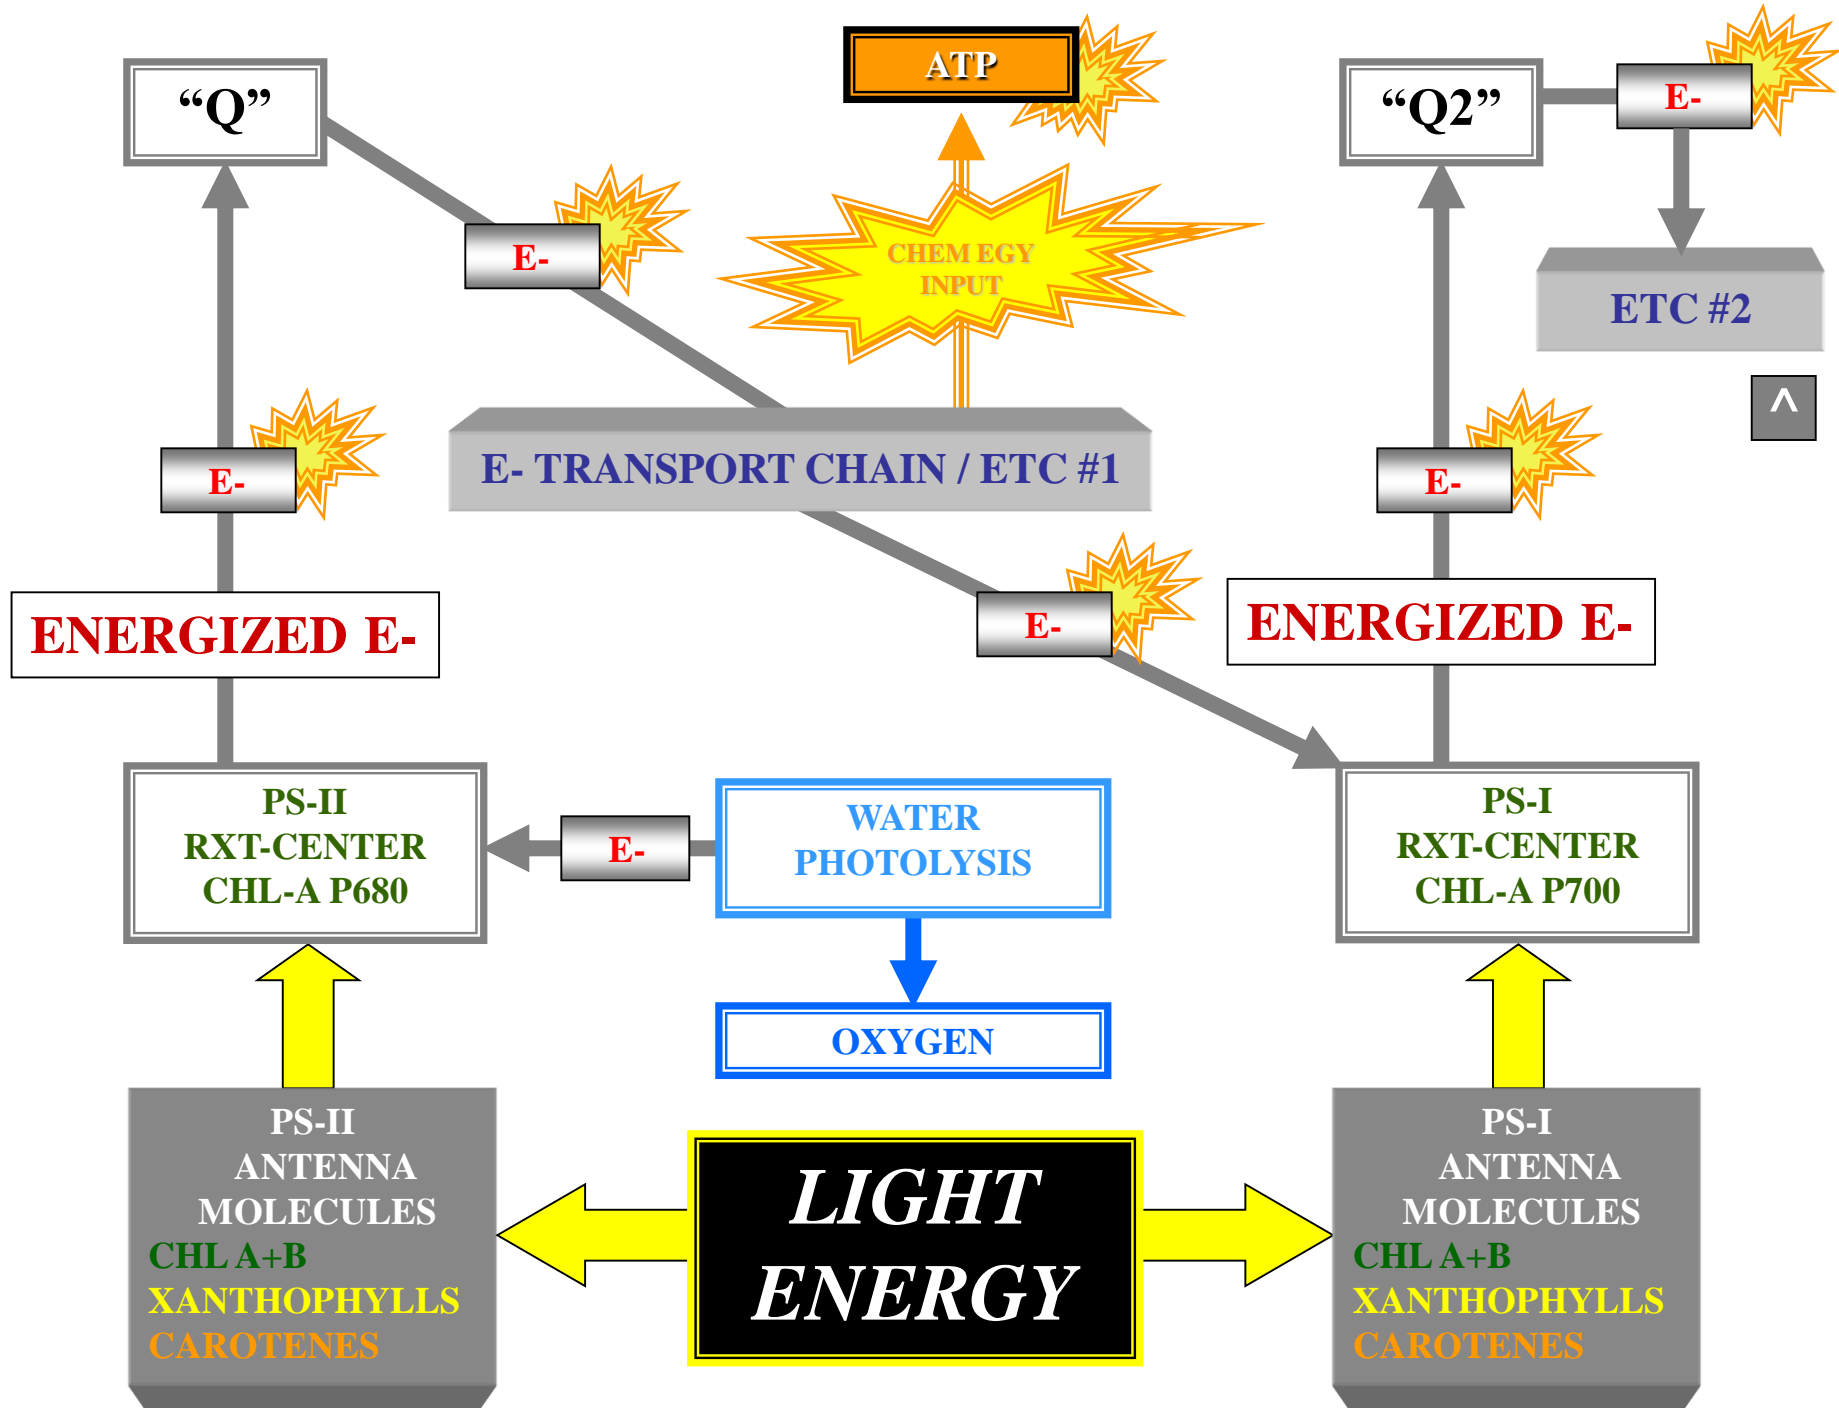 ATP
“Q”
“Q2”
E-
E-
CHEM EGY
INPUT
ETC #2
^
E- TRANSPORT CHAIN / ETC #1
E-
E-
ENERGIZED E-
E-
ENERGIZED E-
PS-II
RXT-CENTER
CHL-A P680
E-
WATER
PHOTOLYSIS
PS-I
RXT-CENTER
CHL-A P700
OXYGEN
PS-II
ANTENNA
MOLECULES
CHL A+B
XANTHOPHYLLS
CAROTENES
LIGHT
ENERGY
PS-I
ANTENNA
MOLECULES
CHL A+B
XANTHOPHYLLS
CAROTENES